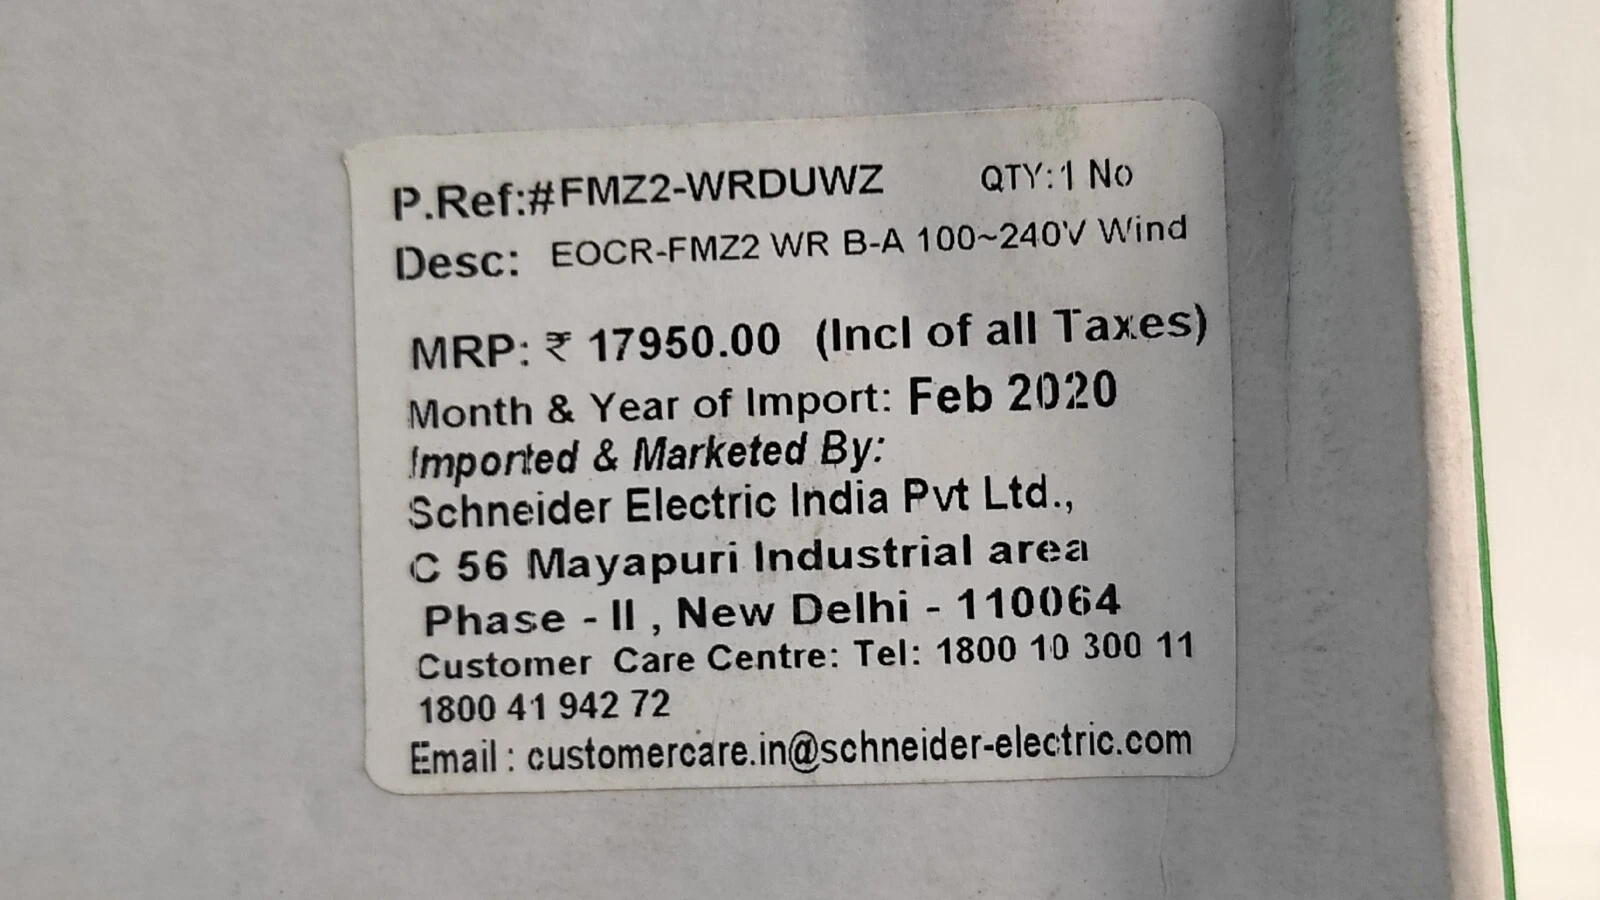 P.Ref:#FMZ2-WRDUWZ QTY:1 No
Desc: EOCR-FMZ2 WR B-A 100~240V Wind
MRP: ₹ 17950.00 (Incl of all Taxes)
Month & Year of Import: Feb 2020
Imported & Marketed By:
Schneider Electric India Pvt Ltd.,
C 56 Mayapuri Industrial area
Phase - II , New Delhi - 110064
Customer Care Centre: Tel: 1800 10 300 11
1800 41 942 72
Email : customercare.in@schneider-electric.com